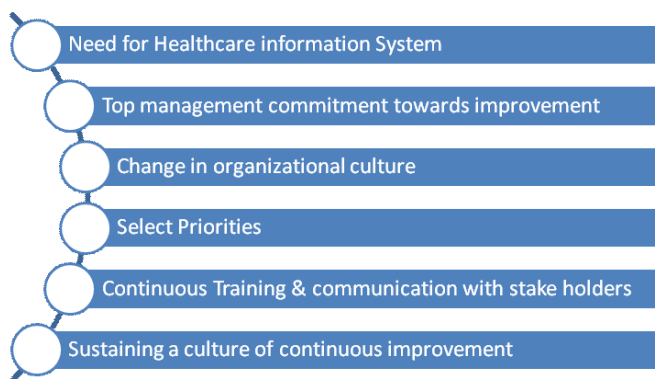 Need for Healthcare information System
Top management commitment towards improvement
Change in organizational culture
Select Priorities
Continuous Training & communication with stake holders
Sustaining a culture of continuous improvement